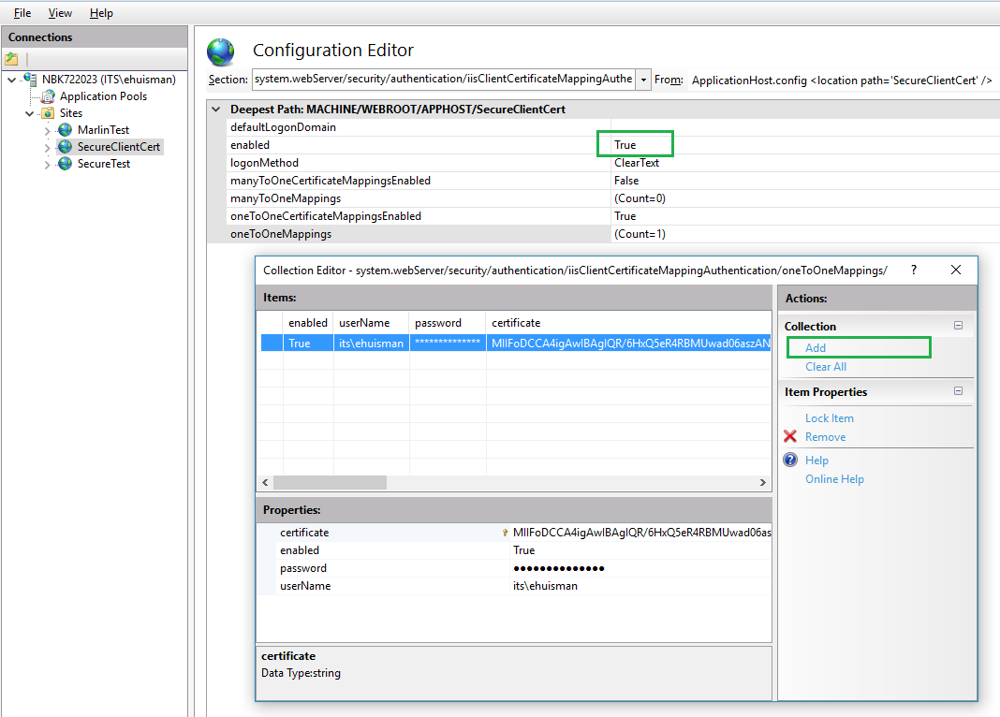 File View Help
Connections
NBK722023 (ITS\ehuisman)
Application Pools
Sites
MarlinTest
SecureClientCert
SecureTest
Configuration Editor
Section: system.webServer/security/authentication/iisClientCertificateMappingAuthe From: ApplicationHost.config <location path='SecureClientCert' />
Deepest Path: MACHINE/WEBROOT/APPHOST/SecureClientCert
defaultLogonDomain
enabled True
logonMethod ClearText
manyToOneCertificateMappingsEnabled False
manyToOneMappings (Count=0)
oneToOneCertificateMappingsEnabled True
oneToOneMappings (Count=1)
Collection Editor - system.webServer/security/authentication/iisClientCertificateMappingAuthentication/oneToOneMappings/ ?
Items:
enabled userName password certificate
True its\ehuisman ************** MIIFoDCCA4igAwIBAgIQR/6HxQ5eR4RBMUwad06aszAN
Properties:
certificate MIIFoDCCA4igAwIBAgIQR/6HxQ5eR4RBMUwad06as
enabled True
password ●●●●●●●●●●●●●●
userName its\ehuisman
certificate
Data Type:string
Actions:
Collection
Add
Clear All
Item Properties
Lock Item
Remove
Help
Online Help